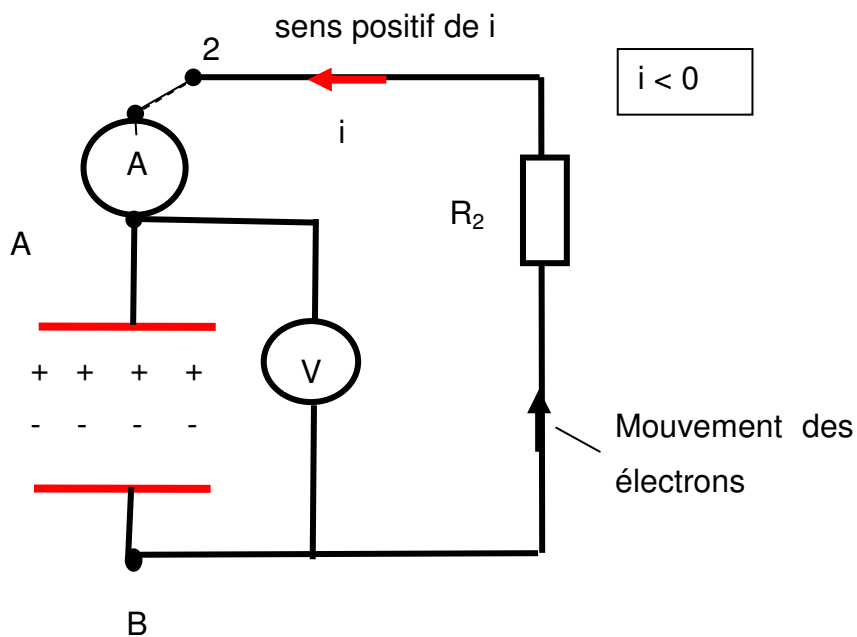 sens positif de i
2
i < 0
i
A
R₂
A
V
+ + + +
- - - -
Mouvement des
électrons
B